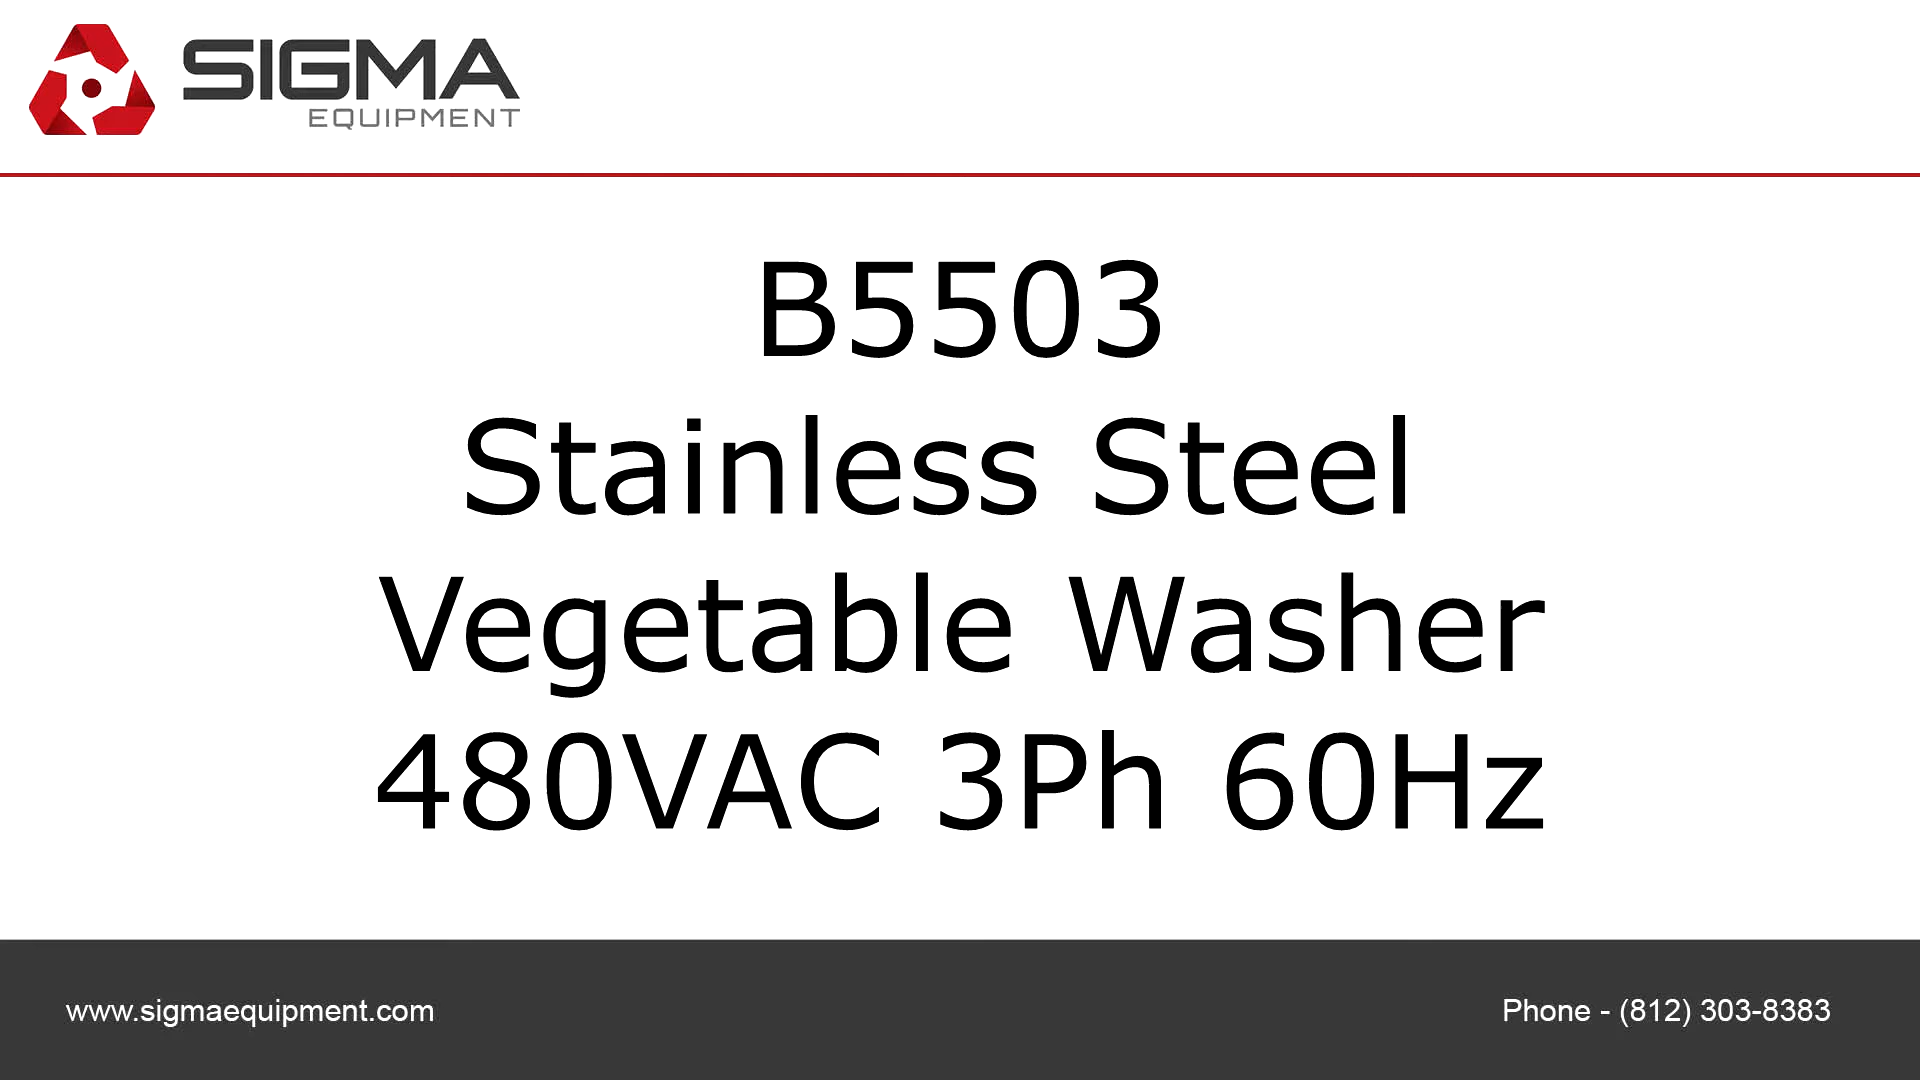 SIGMA
EQUIPMENT
B5503
Stainless Steel
Vegetable Washer
480VAC 3Ph 60Hz
www.sigmaequipment.com
Phone - (812) 303-8383